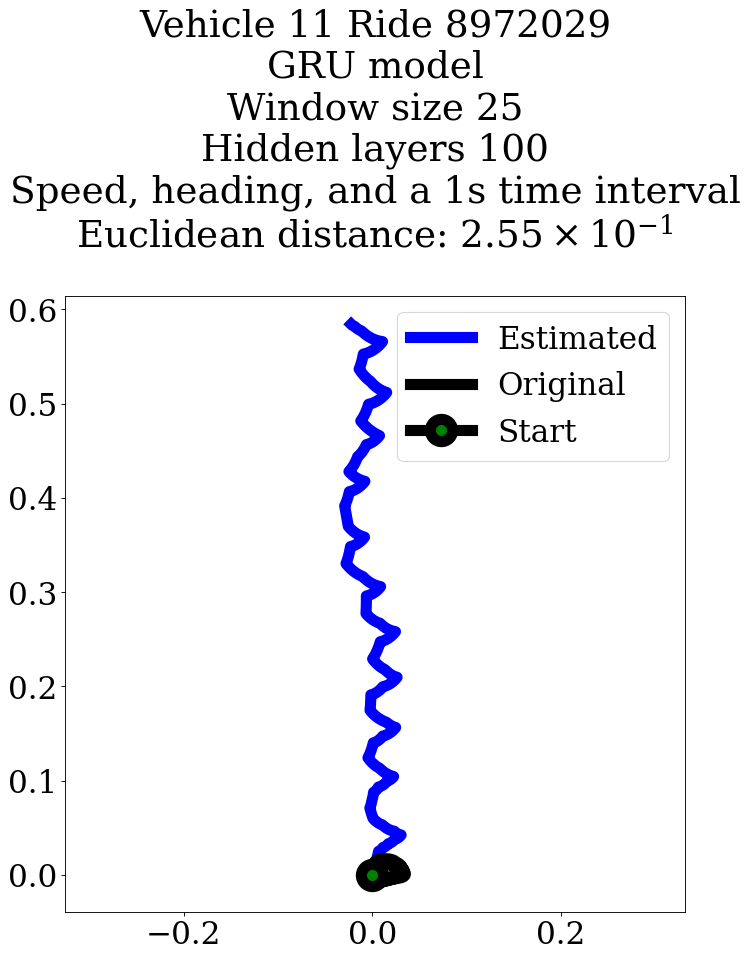 Vehicle 11 Ride 8972029
GRU model
Window size 25
Hidden layers 100
Speed, heading, and a 1s time interval
Euclidean distance: 2.55 × 10⁻¹
0.6
0.5
0.4
0.3
0.2
0.1
0.0
Estimated
Original
Start
−0.2 0.0 0.2